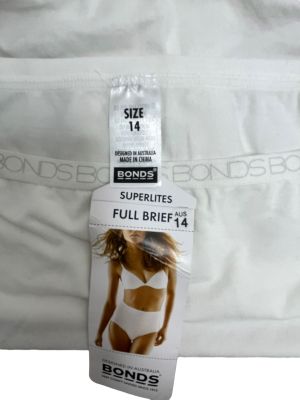 SIZE
14
DESIGNED IN AUSTRALIA
MADE IN CHINA
BONDS
BONDS BONDS
SUPERLITES
FULL BRIEF AUS 14
DESIGNED IN AUSTRALIA
BONDS